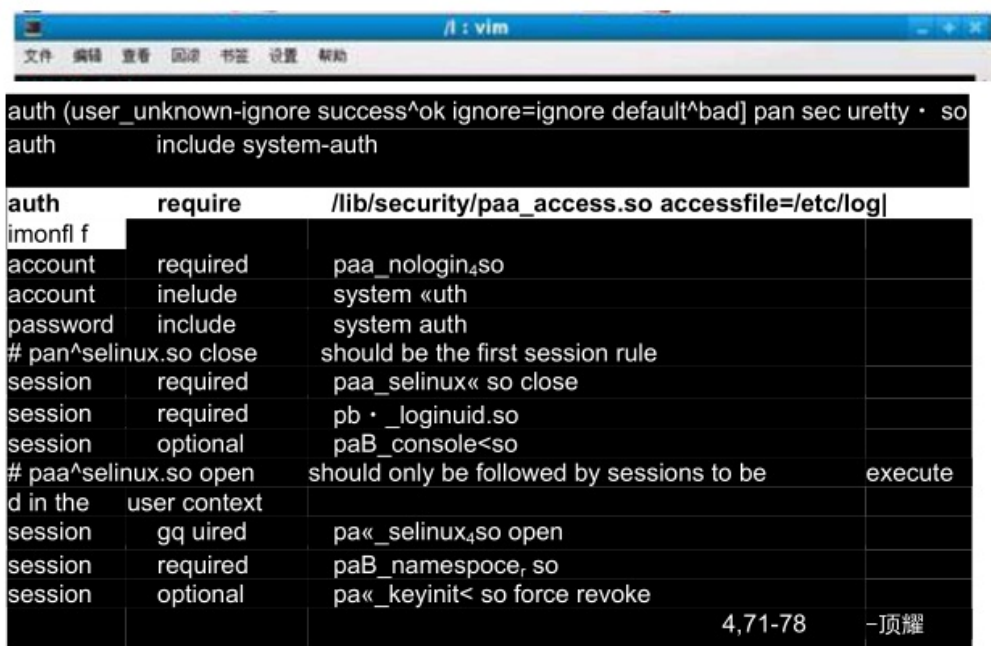 /l : vim
文件 编辑 查看 回滚 书签 设置 帮助
auth (user_unknown-ignore success^ok ignore=ignore default^bad] pan sec uretty・ so
auth include system-auth
auth require /lib/security/paa_access.so accessfile=/etc/log|
imonfl f
account required paa_nologin₄so
account inelude system «uth
password include system auth
# pan^selinux.so close should be the first session rule
session required paa_selinux« so close
session required pb・_loginuid.so
session optional paB_console<so
# paa^selinux.so open should only be followed by sessions to be execute
d in the user context
session gq uired pa«_selinux₄so open
session required paB_namespoceᵣ so
session optional pa«_keyinit< so force revoke
4,71-78 −顶耀